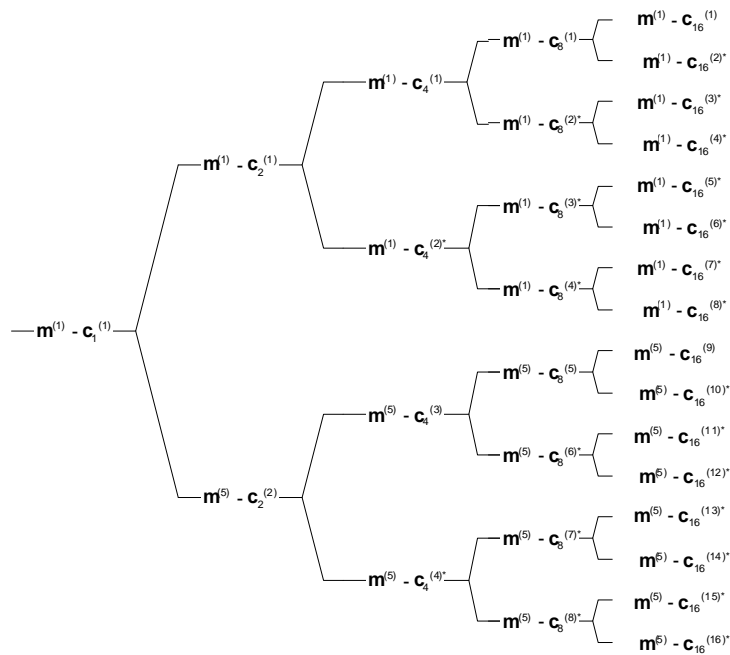 m(1) - c16(1)
m(1) - c8(1)
m(1) - c16(2)*
m(1) - c4(1)
m(1) - c16(3)*
m(1) - c8(2)*
m(1) - c16(4)*
m(1) - c2(1)
m(1) - c16(5)*
m(1) - c8(3)*
m(1) - c16(6)*
m(1) - c4(2)*
m(1) - c16(7)*
m(1) - c8(4)*
m(1) - c16(8)*
m(1) - c1(1)
m(5) - c16(9)
m(5) - c8(5)
m(5) - c16(10)*
m(5) - c4(3)
m(5) - c16(11)*
m(5) - c8(6)*
m(5) - c16(12)*
m(5) - c2(2)
m(5) - c16(13)*
m(5) - c8(7)*
m(5) - c16(14)*
m(5) - c4(4)*
m(5) - c16(15)*
m(5) - c8(8)*
m(5) - c16(16)*